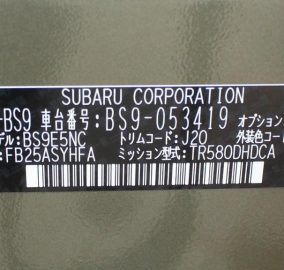 SUBARU CORPORATION
-BS9 車台番号: BS9-053419 オプション
デル: BS9E5NC トリムコード: J20 外装色コー
: FB25ASYHFA ミッション型式: TR580DHDCA